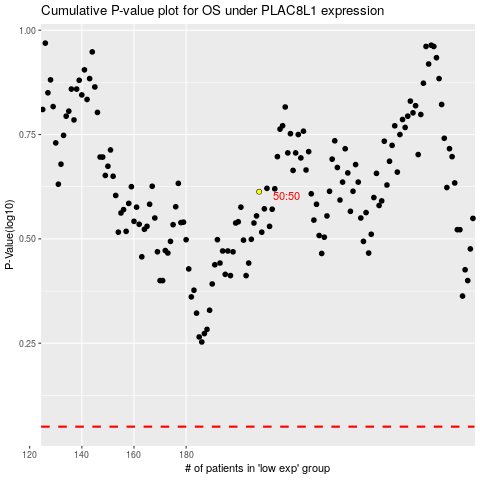 Cumulative P-value plot for OS under PLAC8L1 expression
P-Value(log10)
1.00
0.75
0.50
0.25
50:50
120 140 160 180
# of patients in 'low exp' group